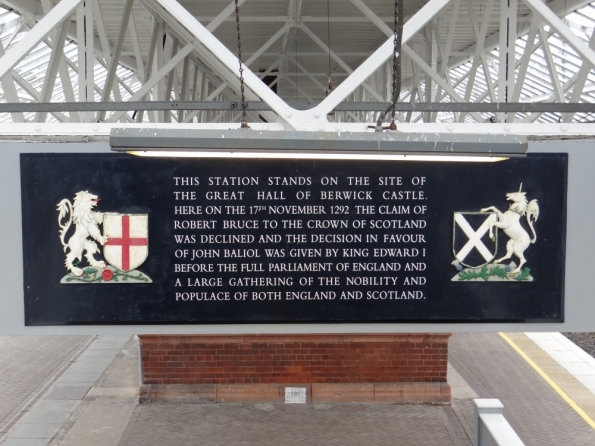 THIS STATION STANDS ON THE SITE OF
THE GREAT HALL OF BERWICK CASTLE.
HERE ON THE 17TH NOVEMBER 1292 THE CLAIM OF
ROBERT BRUCE TO THE CROWN OF SCOTLAND
WAS DECLINED AND THE DECISION IN FAVOUR
OF JOHN BALIOL WAS GIVEN BY KING EDWARD I
BEFORE THE FULL PARLIAMENT OF ENGLAND AND
A LARGE GATHERING OF THE NOBILITY AND
POPULACE OF BOTH ENGLAND AND SCOTLAND.